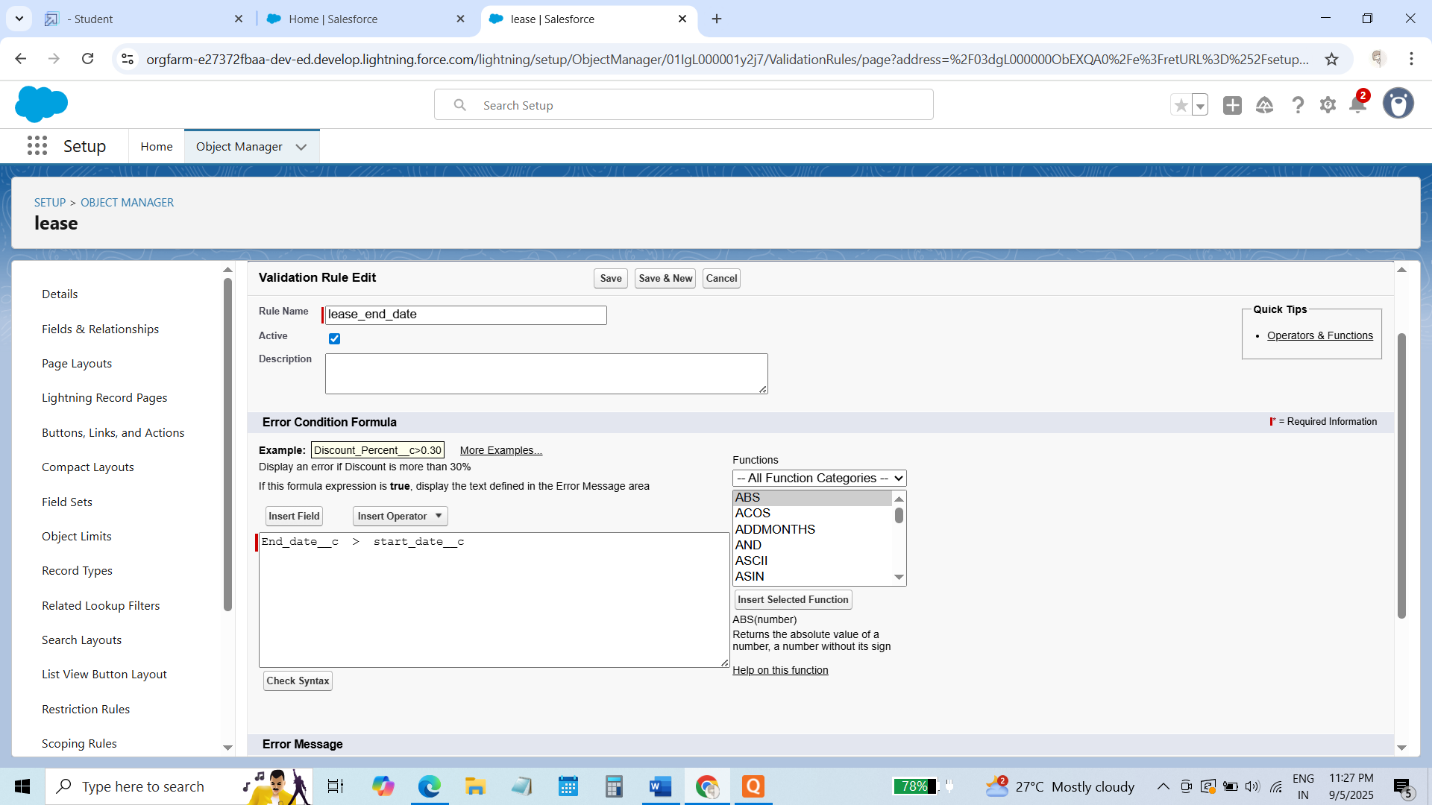 - Student
Home | Salesforce
lease | Salesforce
orgfarm-e27372fbaa-dev-ed.develop.lightning.force.com/lightning/setup/ObjectManager/01IgL000001y2j7/ValidationRules/page?address=%2F03dgL000000ObEXQA0%2Fe%3FretURL%3D%252Fsetup...
Search Setup
2
Setup
Home
Object Manager
SETUP > OBJECT MANAGER
lease
Details
Fields & Relationships
Page Layouts
Lightning Record Pages
Buttons, Links, and Actions
Compact Layouts
Field Sets
Object Limits
Record Types
Related Lookup Filters
Search Layouts
List View Button Layout
Restriction Rules
Scoping Rules
Validation Rule Edit
Save
Save & New
Cancel
Rule Name
lease_end_date
Active
Description
Quick Tips
• Operators & Functions
Error Condition Formula
= Required Information
Example: Discount_Percent__c>0.30 More Examples...
Display an error if Discount is more than 30%
If this formula expression is true, display the text defined in the Error Message area
Insert Field
Insert Operator
End_date__c > start_date__c
Check Syntax
Functions
-- All Function Categories --
ABS
ACOS
ADDMONTHS
AND
ASCII
ASIN
Insert Selected Function
ABS(number)
Returns the absolute value of a
number, a number without its sign
Help on this function
Error Message
Type here to search
78%
2
27°C Mostly cloudy
ENG
IN
11:27 PM
9/5/2025
5